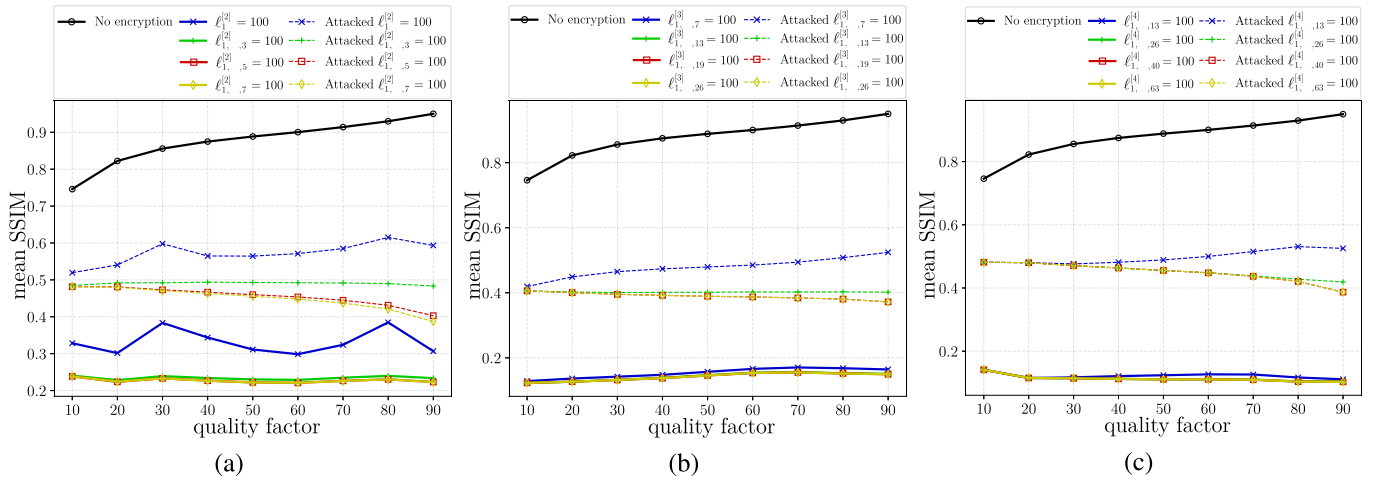 No encryption
ℓ₁^[2] = 100
Attacked ℓ₁^[2] = 100
ℓ^[2]_{1, ,3} = 100
Attacked ℓ^[2]_{1, ,3} = 100
ℓ^[2]_{1, ,5} = 100
Attacked ℓ^[2]_{1, ,5} = 100
ℓ^[2]_{1, ,7} = 100
Attacked ℓ^[2]_{1, ,7} = 100
mean SSIM
0.9
0.8
0.7
0.6
0.5
0.4
0.3
0.2
10 20 30 40 50 60 70 80 90
quality factor
(a)
No encryption
ℓ^[3]_{1, ,7} = 100
Attacked ℓ^[3]_{1, ,7} = 100
ℓ^[3]_{1, ,13} = 100
Attacked ℓ^[3]_{1, ,13} = 100
ℓ^[3]_{1, ,19} = 100
Attacked ℓ^[3]_{1, ,19} = 100
ℓ^[3]_{1, ,26} = 100
Attacked ℓ^[3]_{1, ,26} = 100
mean SSIM
0.8
0.6
0.4
0.2
10 20 30 40 50 60 70 80 90
quality factor
(b)
No encryption
ℓ^[4]_{1, ,13} = 100
Attacked ℓ^[4]_{1, ,13} = 100
ℓ^[4]_{1, ,26} = 100
Attacked ℓ^[4]_{1, ,26} = 100
ℓ^[4]_{1, ,40} = 100
Attacked ℓ^[4]_{1, ,40} = 100
ℓ^[4]_{1, ,63} = 100
Attacked ℓ^[4]_{1, ,63} = 100
mean SSIM
0.8
0.6
0.4
0.2
10 20 30 40 50 60 70 80 90
quality factor
(c)